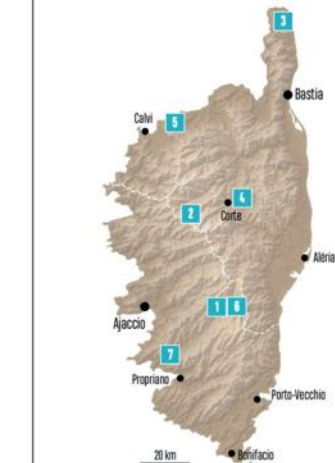 3
Bastia
Calvi
5
4
2
Corte
Aléria
1 6
Ajaccio
7
Propriano
Porto-Vecchio
20 km
Bonifacio